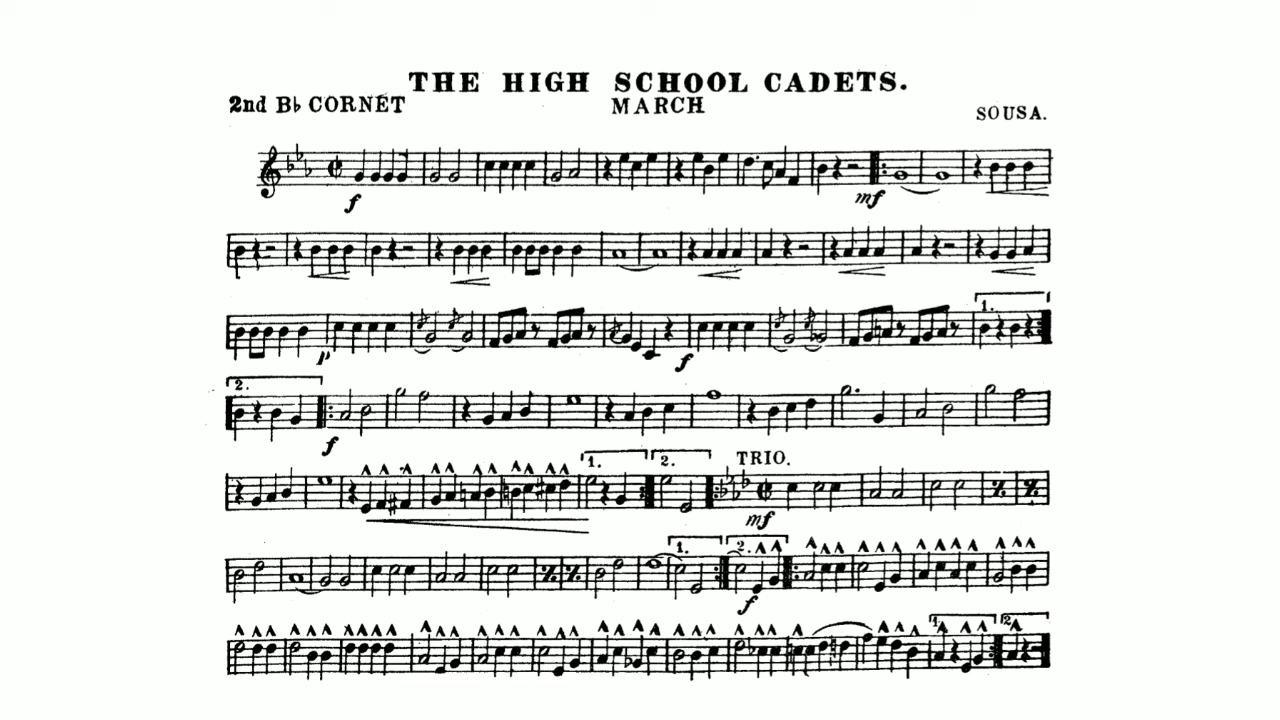 THE HIGH SCHOOL CADETS.
2nd B♭ CORNET MARCH SOUSA.
f mf
p f 1.
2. f
1. 2. TRIO. mf
1. 2. f
1. 2.